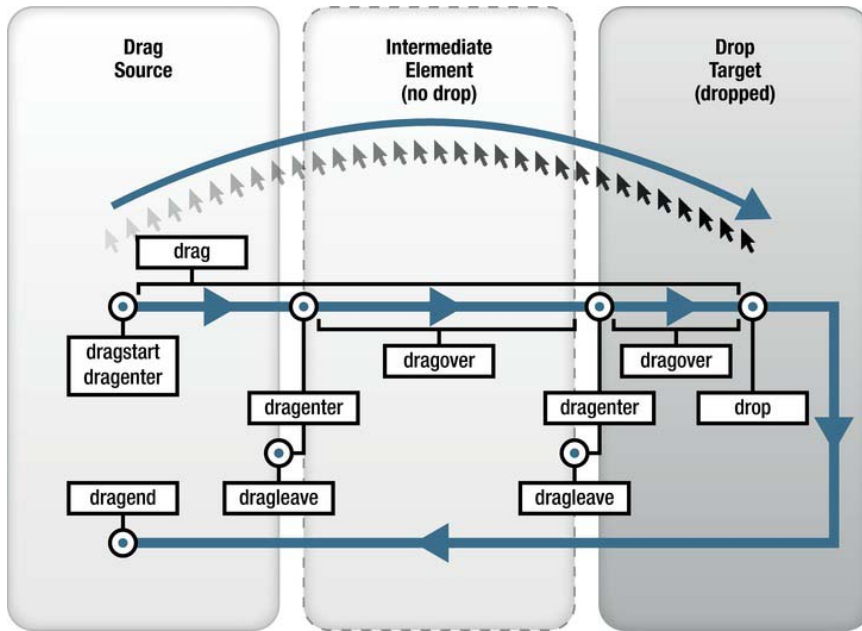 Drag
Source
Intermediate
Element
(no drop)
Drop
Target
(dropped)
drag
dragstart
dragenter
dragover
dragover
dragenter
dragenter
drop
dragend
dragleave
dragleave